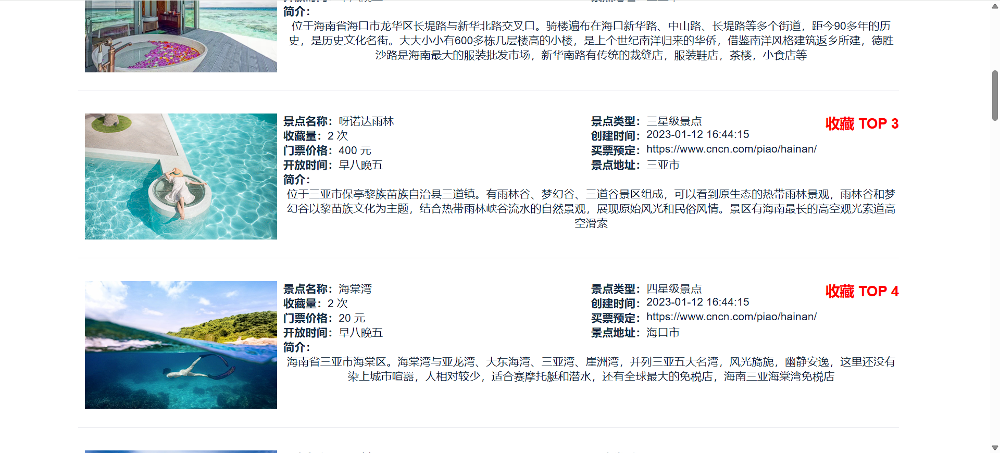 简介：
位于海南省海口市龙华区长堤路与新华北路交叉口。骑楼遍布在海口新华路、中山路、长堤路等多个街道，距今90多年的历
史，是历史文化名街。大大小小有600多栋几层楼高的小楼，是上个世纪南洋归来的华侨，借鉴南洋风格建筑返乡所建，德胜
沙路是海南最大的服装批发市场，新华南路有传统的裁缝店，服装鞋店，茶楼，小食店等
景点名称：呀诺达雨林
景点类型：三星级景点
收藏 TOP 3
收藏量：2 次
创建时间：2023-01-12 16:44:15
门票价格：400 元
买票预定：https://www.cncn.com/piao/hainan/
开放时间：早八晚五
景点地址：三亚市
简介：
位于三亚市保亭黎族苗族自治县三道镇。有雨林谷、梦幻谷、三道谷景区组成，可以看到原生态的热带雨林景观，雨林谷和梦
幻谷以黎苗族文化为主题，结合热带雨林峡谷流水的自然景观，展现原始风光和民俗风情。景区有海南最长的高空观光索道高
空滑索
景点名称：海棠湾
景点类型：四星级景点
收藏 TOP 4
收藏量：2 次
创建时间：2023-01-12 16:44:15
门票价格：20 元
买票预定：https://www.cncn.com/piao/hainan/
开放时间：早八晚五
景点地址：海口市
简介：
海南省三亚市海棠区。海棠湾与亚龙湾、大东海湾、三亚湾、崖洲湾，并列三亚五大名湾，风光旖旎，幽静安逸，这里还没有
染上城市喧嚣，人相对较少，适合赛摩托艇和潜水，还有全球最大的免税店，海南三亚海棠湾免税店